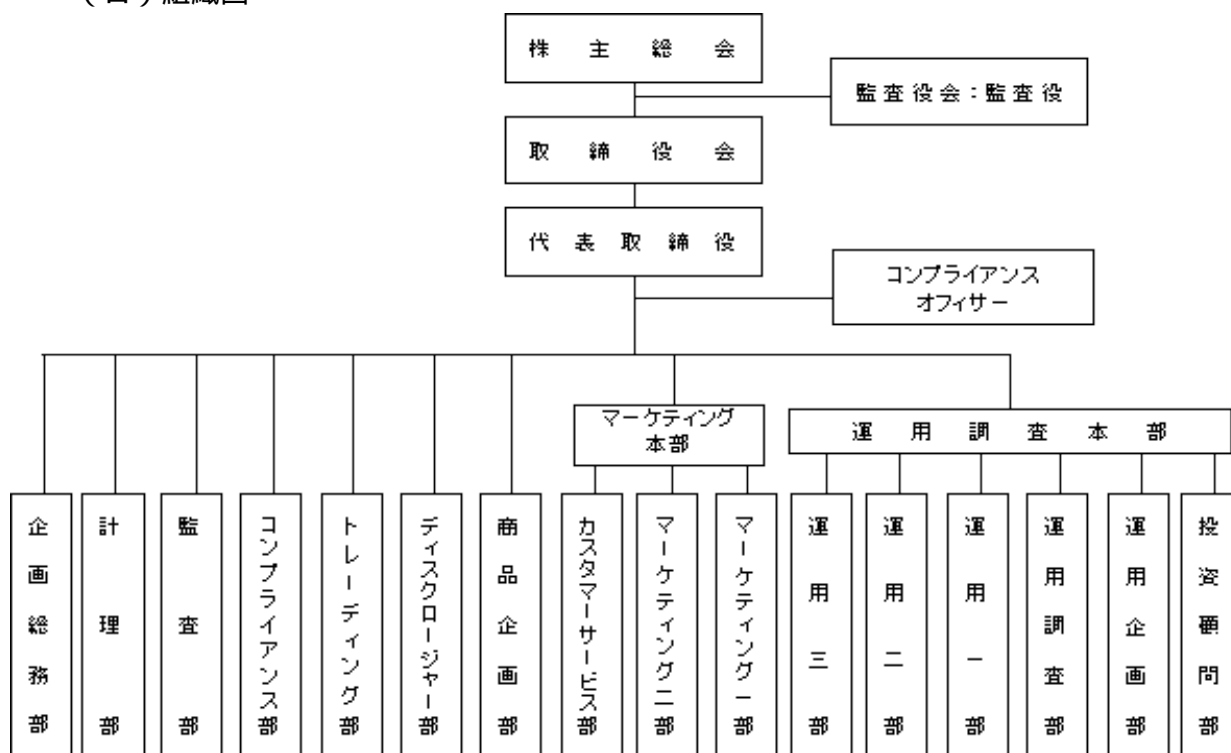 （ロ）組織図
株主総会
監査役会：監査役
取締役会
代表取締役
コンプライアンス
オフィサー
マーケティング
本部
運用調査本部
企画総務部
計理部
監査部
コンプライアンス部
トレーディング部
ディスクロージャー部
商品企画部
カスタマーサービス部
マーケティング二部
マーケティング一部
運用三部
運用二部
運用一部
運用調査部
運用企画部
投資顧問部